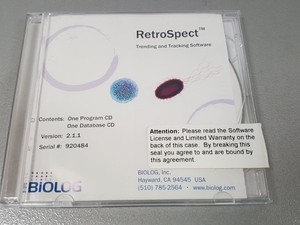 RetroSpect™
Trending and Tracking Software
Contents: One Program CD
One Database CD
Version: 2.1.1
Serial #: 920484
Attention: Please read the Software
License and Limited Warranty on the
back of this case. By breaking this
seal you agree to and are bound by
this agreement.
BIOLOG
BIOLOG, Inc.
Hayward, CA 94545 USA
(510) 785-2564 - www.biolog.com